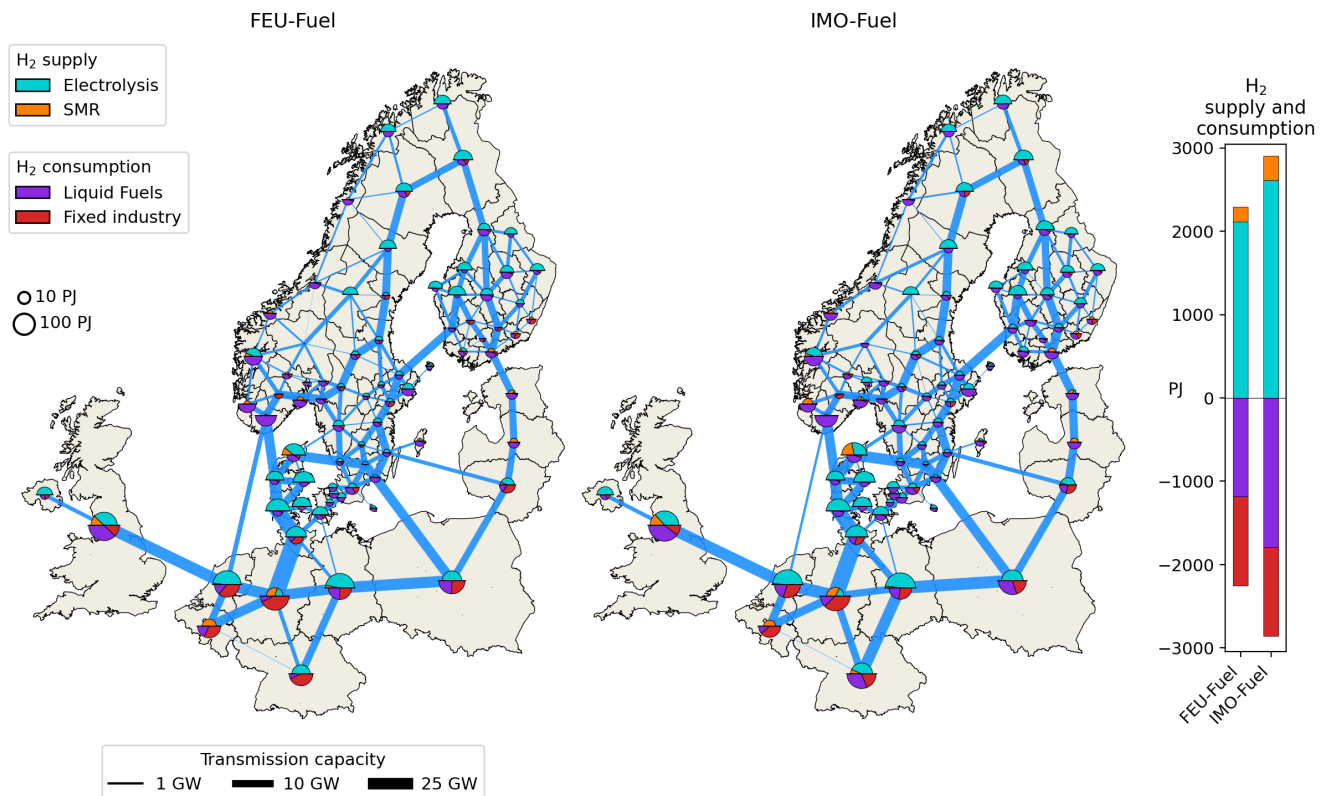 FEU-Fuel
IMO-Fuel
H₂ supply
Electrolysis
SMR
H₂ consumption
Liquid Fuels
Fixed industry
10 PJ
100 PJ
H₂
supply and
consumption
3000
2000
1000
PJ
0
−1000
−2000
−3000
FEU-Fuel
IMO-Fuel
Transmission capacity
1 GW
10 GW
25 GW